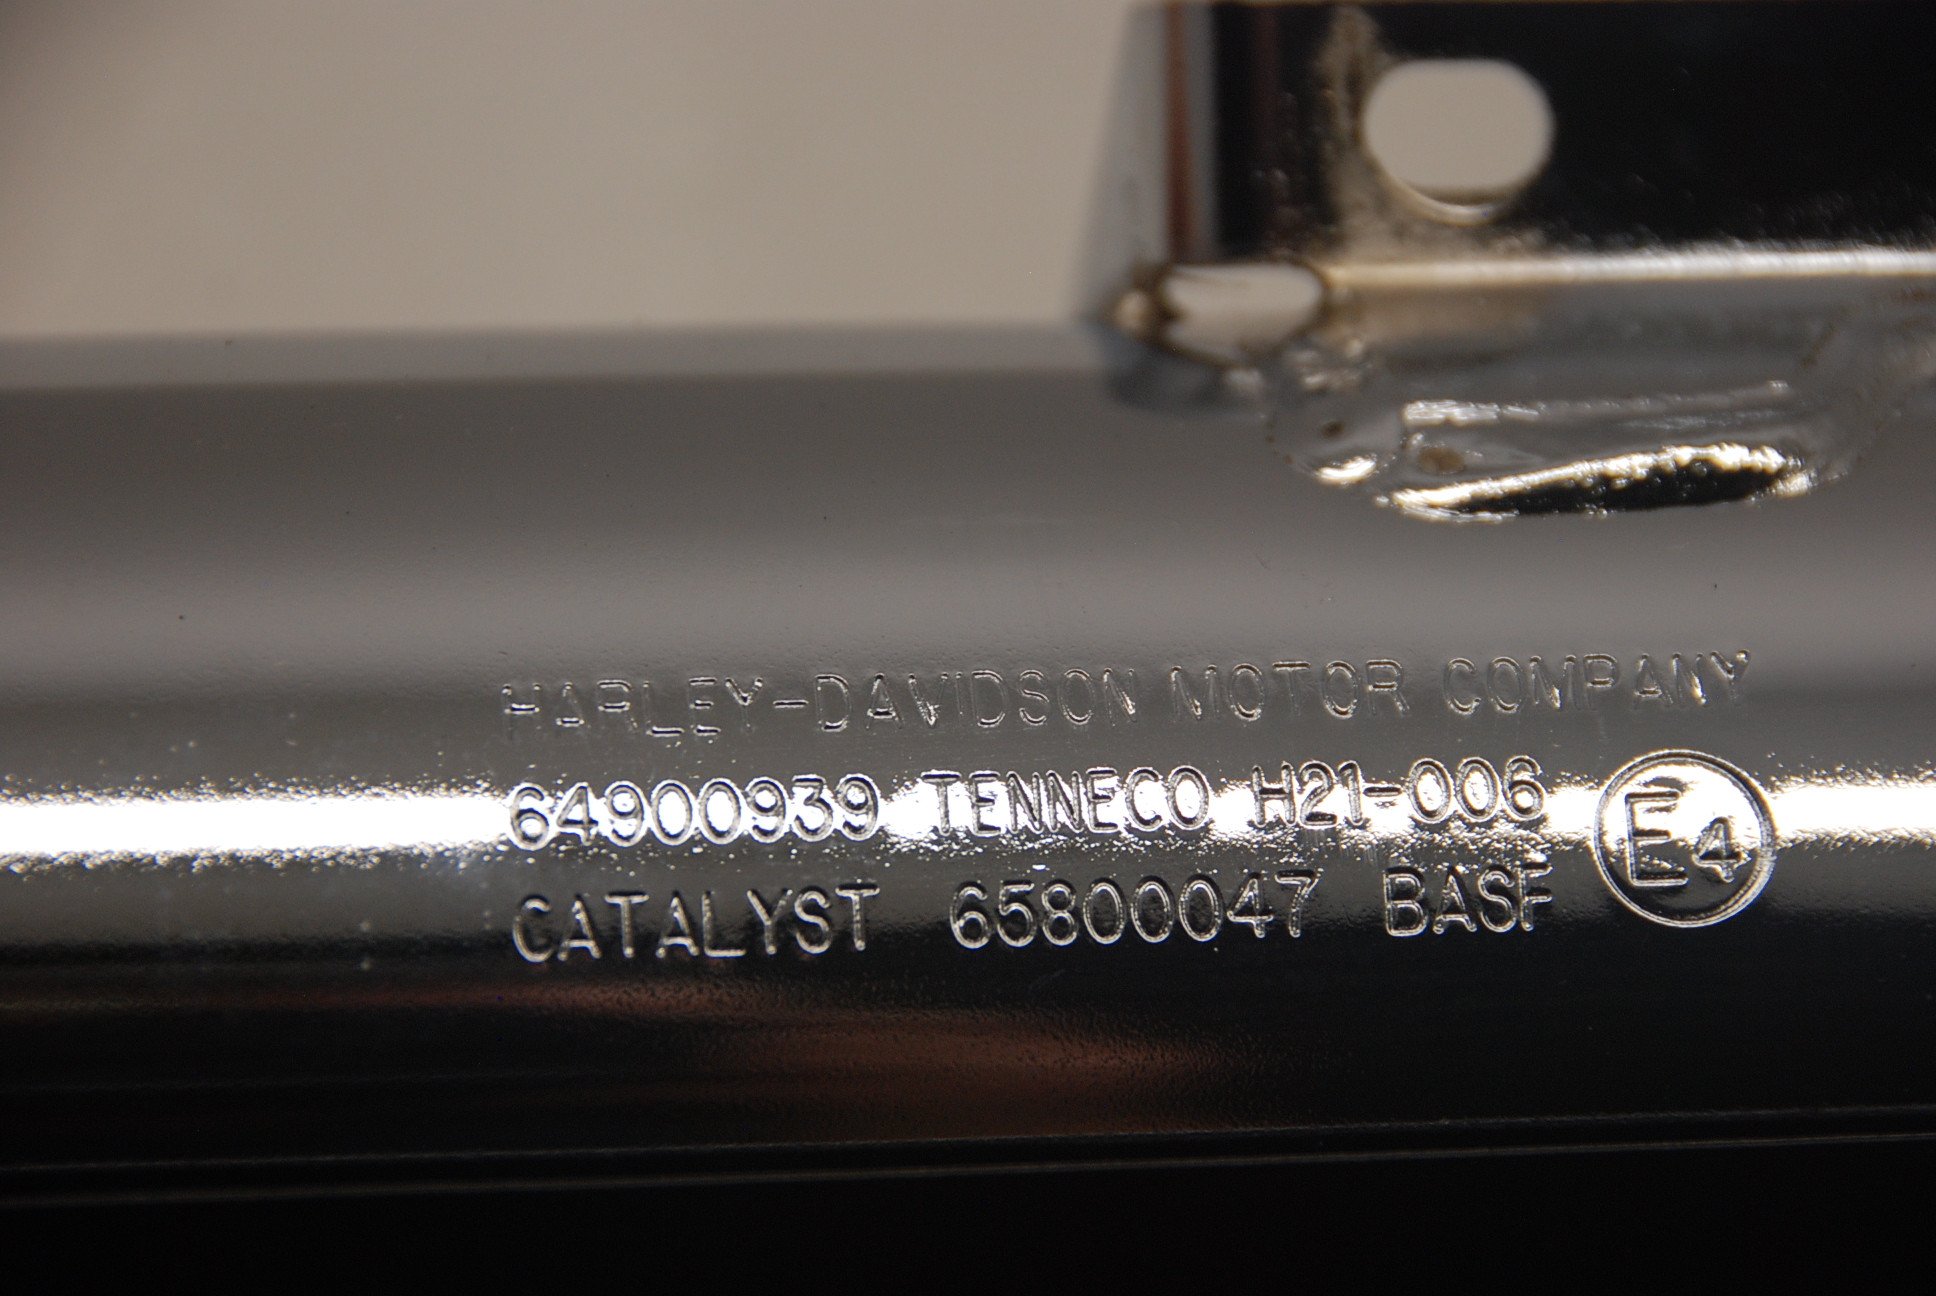 HARLEY-DAVIDSON MOTOR COMPANY
64900939 TENNECO H21-006 E4
CATALYST 65800047 BASF